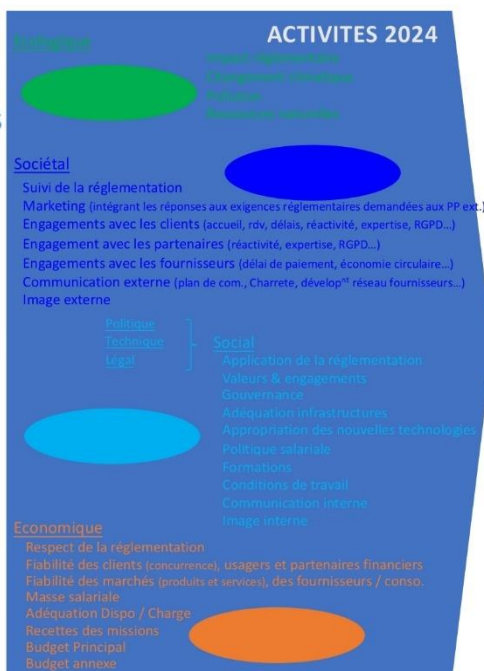 ACTIVITES 2024
Ecologique
Impact réglementaire
Changement climatique
Pollution
Ressources naturelles
S
Sociétal
Suivi de la réglementation
Marketing (intégrant les réponses aux exigences réglementaires demandées aux PP ext.)
Engagements avec les clients (accueil, rdv, délais, réactivité, expertise, RGPD...)
Engagement avec les partenaires (réactivité, expertise, RGPD...)
Engagements avec les fournisseurs (délai de paiement, économie circulaire...)
Communication externe (plan de com., Charrete, dévelopnt réseau fournisseurs...)
Image externe
Politique
Technique
Légal
Social
Application de la réglementation
Valeurs & engagements
Gouvernance
Adéquation infrastructures
Appropriation des nouvelles technologies
Politique salariale
Formations
Conditions de travail
Communication interne
Image interne
Economique
Respect de la réglementation
Fiabilité des clients (concurrence), usagers et partenaires financiers
Fiabilité des marchés (produits et services), des fournisseurs / conso.
Masse salariale
Adéquation Dispo / Charge
Recettes des missions
Budget Principal
Budget annexe